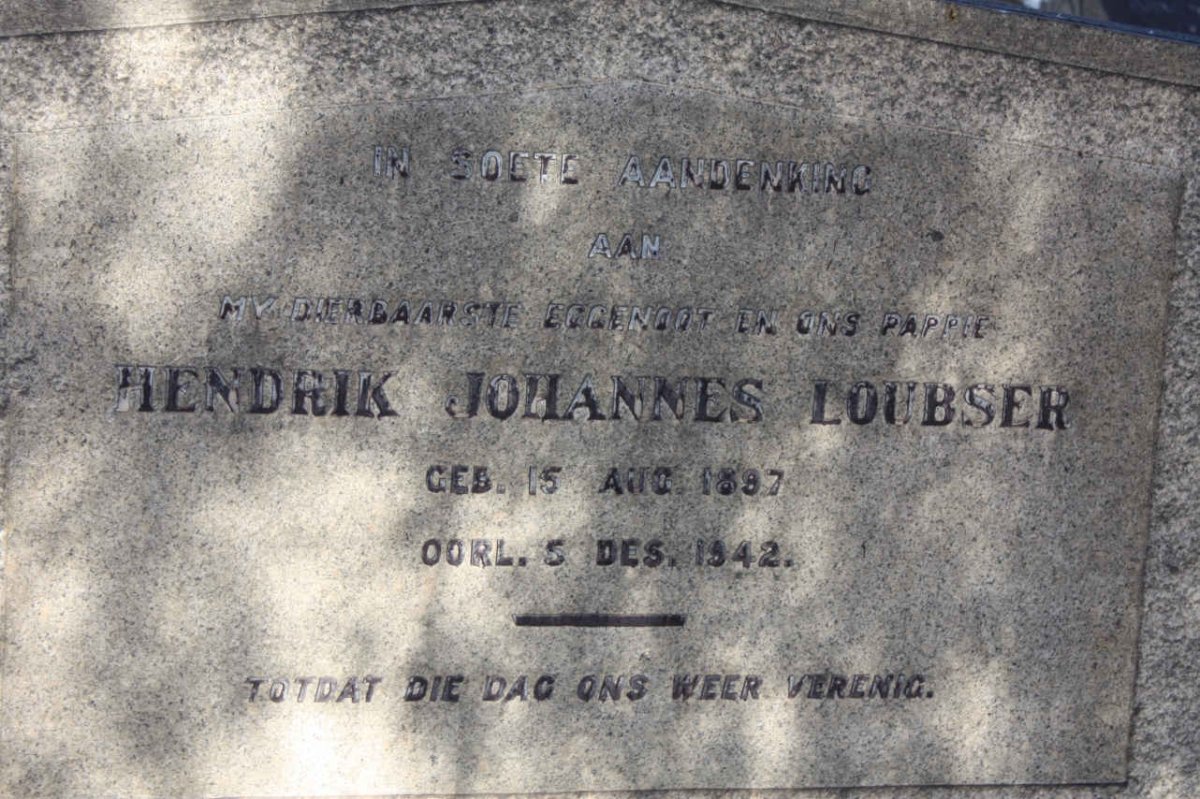 IN SOETE AANDENKING
AAN
MY DIERBAARSTE EGGENOOT EN ONS PAPPIE
HENDRIK JOHANNES LOUBSER
GEB. 15 AUG. 1897
OORL. 5 DES. 1942.
TOTDAT DIE DAG ONS WEER VERENIG.